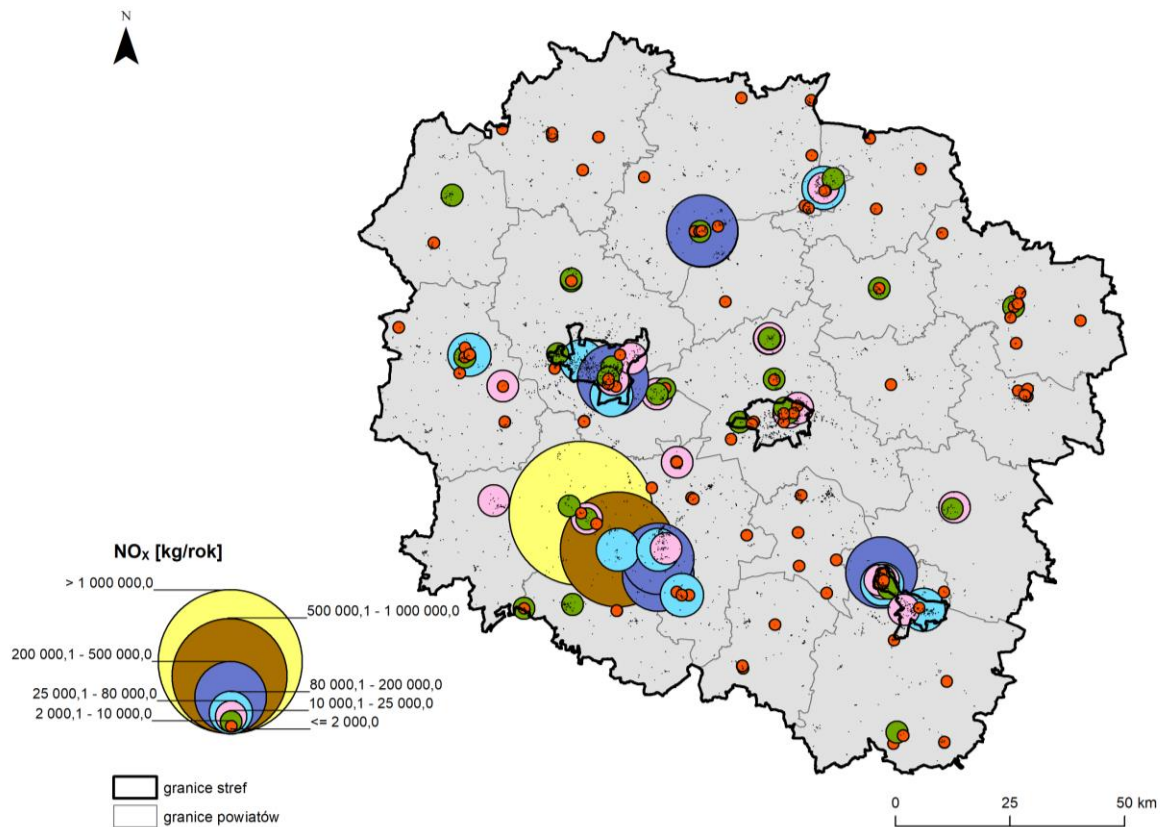 N
NOx [kg/rok]
> 1 000 000,0
500 000,1 - 1 000 000,0
200 000,1 - 500 000,0
80 000,1 - 200 000,0
25 000,1 - 80 000,0
10 000,1 - 25 000,0
2 000,1 - 10 000,0
<= 2 000,0
granice stref
granice powiatów
0 25 50 km